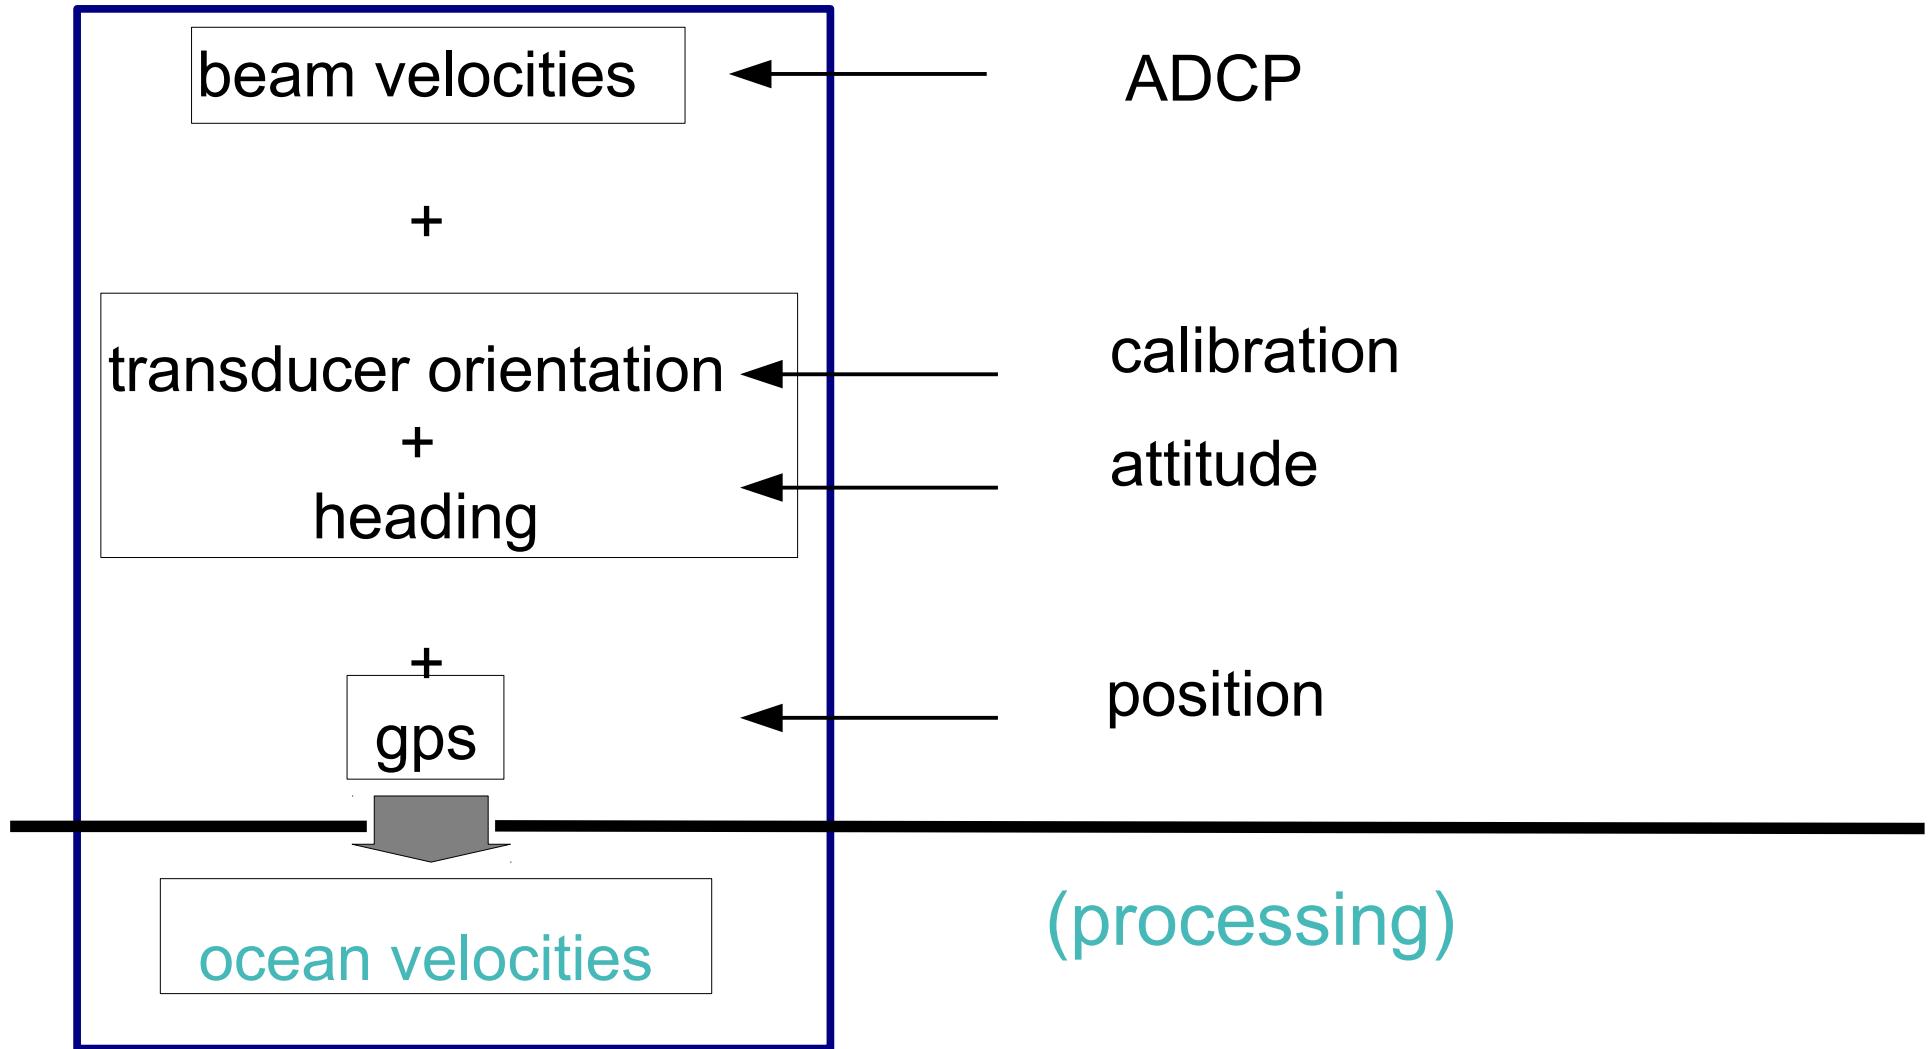 beam velocities
ADCP
+
transducer orientation
calibration
+
attitude
heading
+
gps
position
ocean velocities
(processing)